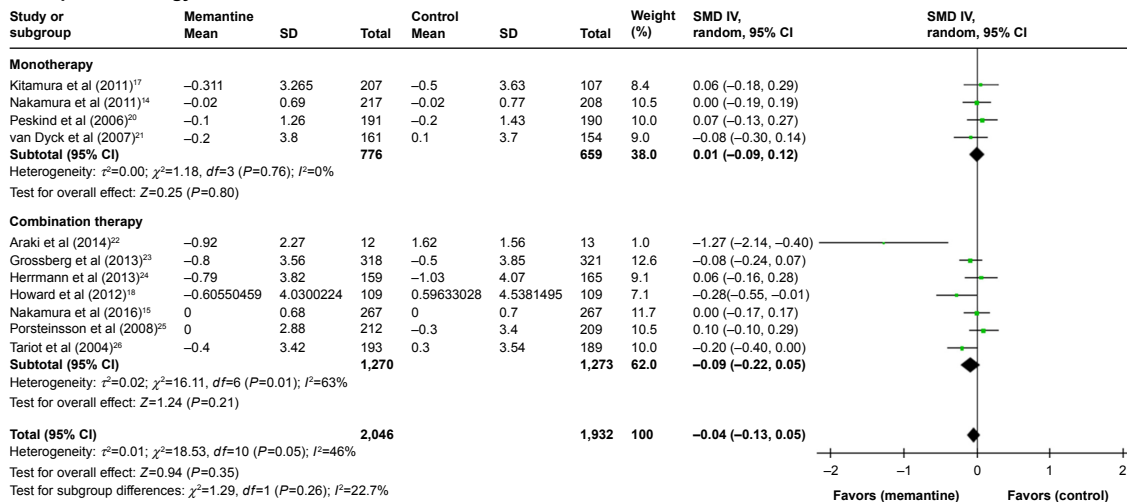 Study or subgroup Memantine Control Weight (%) SMD IV, random, 95% CI SMD IV, random, 95% CI
Mean SD Total Mean SD Total
Monotherapy
Kitamura et al (2011)¹⁷ –0.311 3.265 207 –0.5 3.63 107 8.4 0.06 (–0.18, 0.29)
Nakamura et al (2011)¹⁴ –0.02 0.69 217 –0.02 0.77 208 10.5 0.00 (–0.19, 0.19)
Peskind et al (2006)²⁰ –0.1 1.26 191 –0.2 1.43 190 10.0 0.07 (–0.13, 0.27)
van Dyck et al (2007)²¹ –0.2 3.8 161 0.1 3.7 154 9.0 –0.08 (–0.30, 0.14)
Subtotal (95% CI) 776 659 38.0 0.01 (–0.09, 0.12)
Heterogeneity: τ²=0.00; χ²=1.18, df=3 (P=0.76); I²=0%
Test for overall effect: Z=0.25 (P=0.80)
Combination therapy
Araki et al (2014)²² –0.92 2.27 12 1.62 1.56 13 1.0 –1.27 (–2.14, –0.40)
Grossberg et al (2013)²³ –0.8 3.56 318 –0.5 3.85 321 12.6 –0.08 (–0.24, 0.07)
Herrmann et al (2013)²⁴ –0.79 3.82 159 –1.03 4.07 165 9.1 0.06 (–0.16, 0.28)
Howard et al (2012)¹⁸ –0.60550459 4.0300224 109 0.59633028 4.5381495 109 7.1 –0.28(–0.55, –0.01)
Nakamura et al (2016)¹⁵ 0 0.68 267 0 0.7 267 11.7 0.00 (–0.17, 0.17)
Porsteinsson et al (2008)²⁵ 0 2.88 212 –0.3 3.4 209 10.5 0.10 (–0.10, 0.29)
Tariot et al (2004)²⁶ –0.4 3.42 193 0.3 3.54 189 10.0 –0.20 (–0.40, 0.00)
Subtotal (95% CI) 1,270 1,273 62.0 –0.09 (–0.22, 0.05)
Heterogeneity: τ²=0.02; χ²=16.11, df=6 (P=0.01); I²=63%
Test for overall effect: Z=1.24 (P=0.21)
Total (95% CI) 2,046 1,932 100 –0.04 (–0.13, 0.05)
Heterogeneity: τ²=0.01; χ²=18.53, df=10 (P=0.05); I²=46%
Test for overall effect: Z=0.94 (P=0.35)
Test for subgroup differences: χ²=1.29, df=1 (P=0.26); I²=22.7%
–2 –1 0 1 2
Favors (memantine) Favors (control)